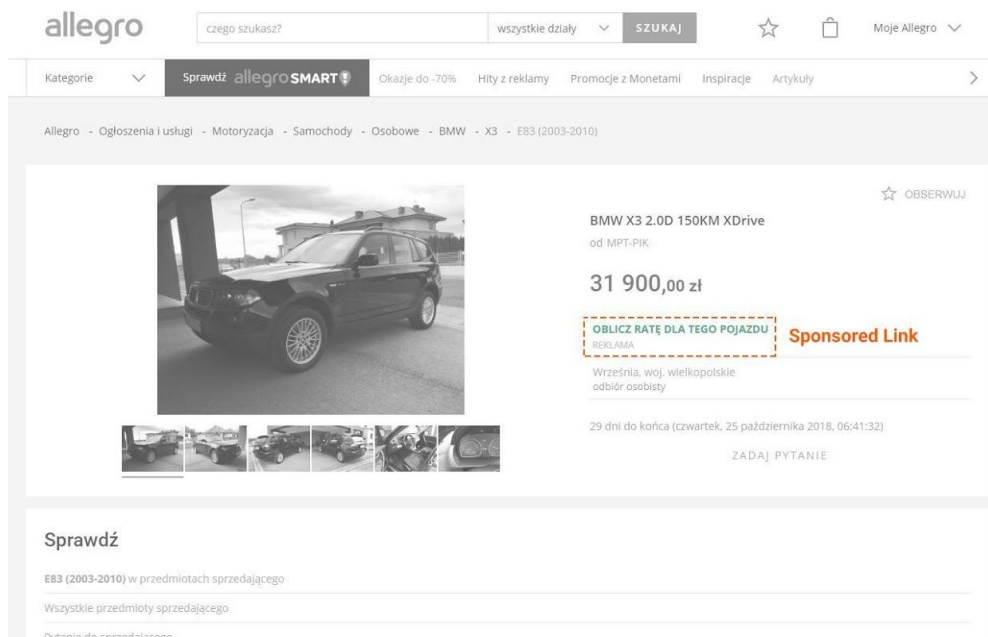 allegro
czego szukasz?
wszystkie działy
SZUKAJ
Moje Allegro
Kategorie
Sprawdź allegro SMART!
Okazje do -70%
Hity z reklamy
Promocje z Monetami
Inspiracje
Artykuły
Allegro - Ogłoszenia i usługi - Motoryzacja - Samochody - Osobowe - BMW - X3 - E83 (2003-2010)
OBSERWUJ
BMW X3 2.0D 150KM XDrive
od MPT-PIK
31 900,00 zł
OBLICZ RATĘ DLA TEGO POJAZDU
REKLAMA
Sponsored Link
Września, woj. wielkopolskie
odbiór osobisty
29 dni do końca (czwartek, 25 października 2018, 06:41:32)
ZADAJ PYTANIE
Sprawdź
E83 (2003-2010) w przedmiotach sprzedającego
Wszystkie przedmioty sprzedającego
Pytanie do sprzedającego